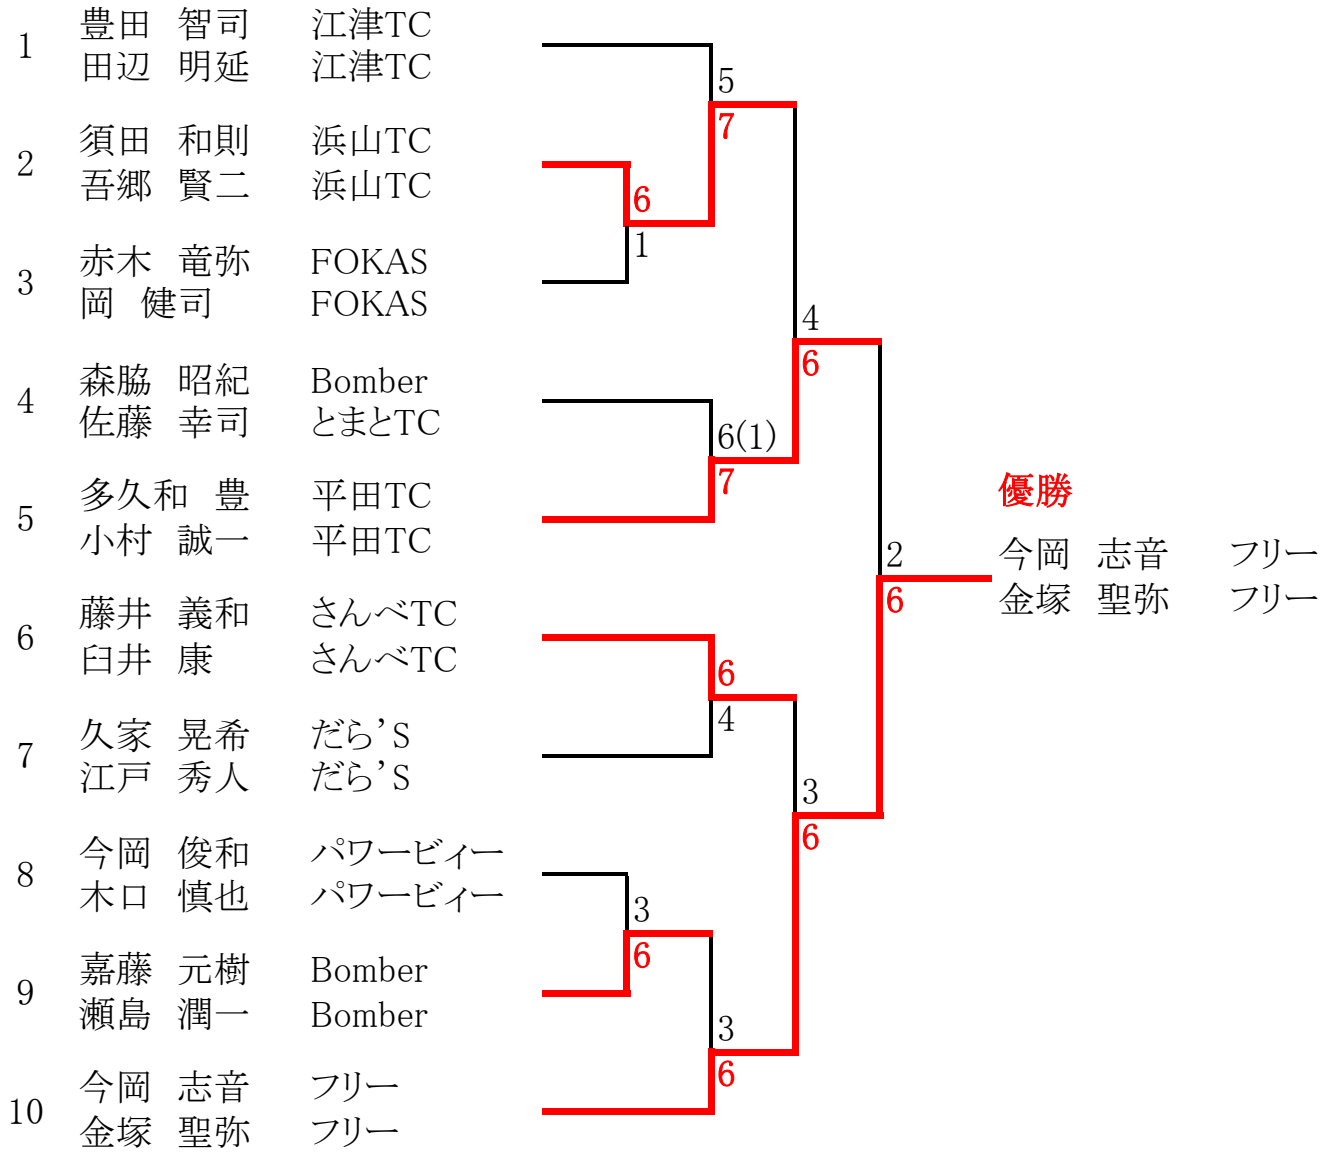 1 豊田 智司 江津TC
田辺 明延 江津TC
5
7
2 須田 和則 浜山TC
吾郷 賢二 浜山TC
6
1
3 赤木 竜弥 FOKAS
岡 健司 FOKAS
4
6
4 森脇 昭紀 Bomber
佐藤 幸司 とまとTC
6(1)
7
5 多久和 豊 平田TC
小村 誠一 平田TC
優勝
今岡 志音 フリー
金塚 聖弥 フリー
2
6
6 藤井 義和 さんべTC
臼井 康 さんべTC
6
4
7 久家 晃希 だら’S
江戸 秀人 だら’S
3
6
8 今岡 俊和 パワービィー
木口 慎也 パワービィー
3
6
9 嘉藤 元樹 Bomber
瀬島 潤一 Bomber
3
6
10 今岡 志音 フリー
金塚 聖弥 フリー